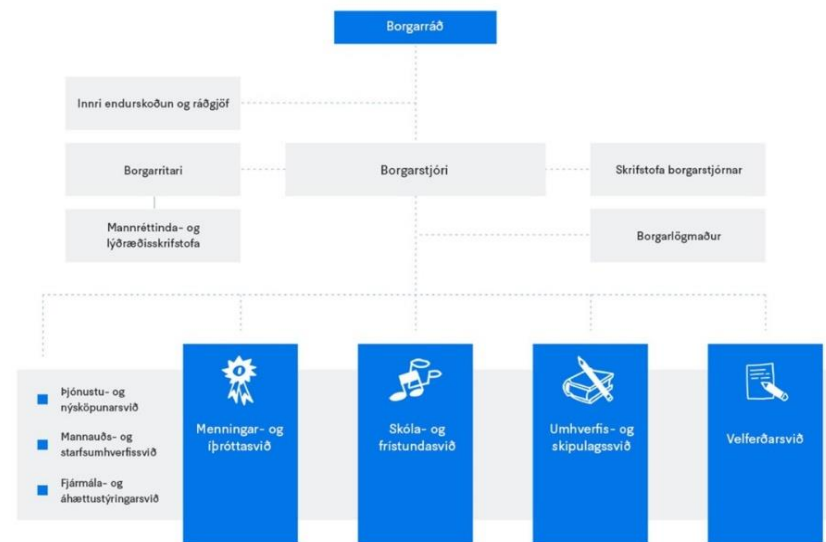 Borgarráð
Innri endurskoðun og ráðgjöf
Borgarritari
Borgarstjóri
Skrifstofa borgarstjórnar
Mannréttinda- og
lýðræðisskrifstofa
Borgarlögmaður
Þjónustu- og
nýsköpunarsvið
Mannauðs- og
starfsumhverfissvið
Fjármála- og
áhættustýringarsvið
Menningar- og
íþróttasvið
Skóla- og
frístundasvið
Umhverfis- og
skipulagssvið
Velferðarsvið